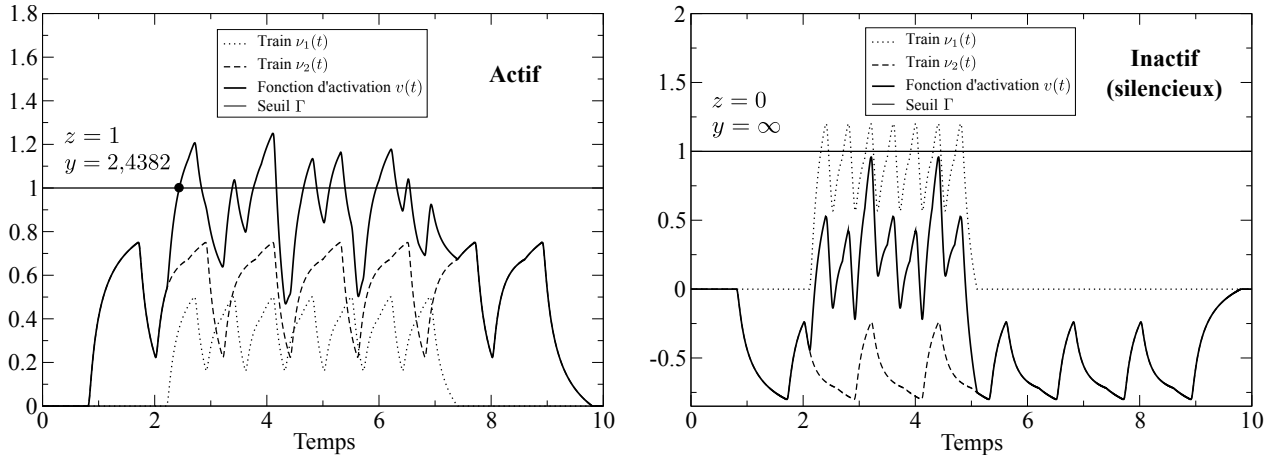 1.8
1.6
1.4
1.2
1
0.8
0.6
0.4
0.2
0
0
2
4
6
8
10
Temps
Train ν₁(t)
Train ν₂(t)
Fonction d'activation v(t)
Seuil Γ
Actif
z = 1
y = 2,4382
2
1.5
1
0.5
0
-0.5
0
2
4
6
8
10
Temps
Train ν₁(t)
Train ν₂(t)
Fonction d'activation v(t)
Seuil Γ
Inactif
(silencieux)
z = 0
y = ∞